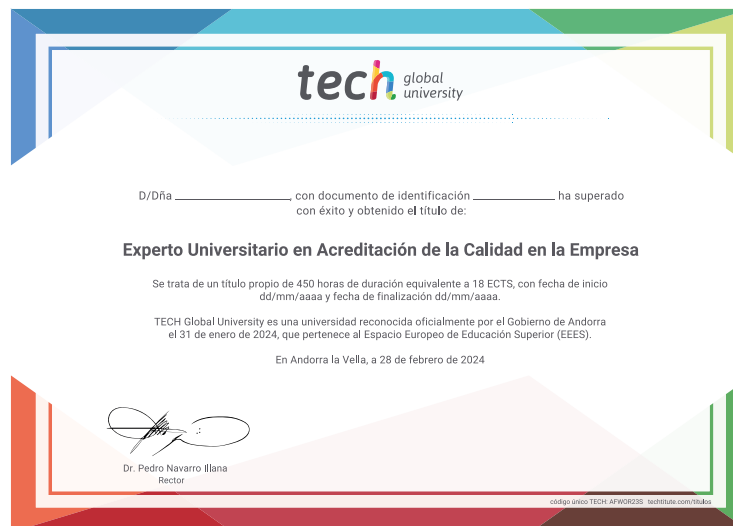 tech global
university
D/Dña ____________________, con documento de identificación ______________ ha superado
con éxito y obtenido el título de:
Experto Universitario en Acreditación de la Calidad en la Empresa
Se trata de un título propio de 450 horas de duración equivalente a 18 ECTS, con fecha de inicio
dd/mm/aaaa y fecha de finalización dd/mm/aaaa.
TECH Global University es una universidad reconocida oficialmente por el Gobierno de Andorra
el 31 de enero de 2024, que pertenece al Espacio Europeo de Educación Superior (EEES).
En Andorra la Vella, a 28 de febrero de 2024
Dr. Pedro Navarro Illana
Rector
código único TECH: AFWOR23S techtitute.com/titulos